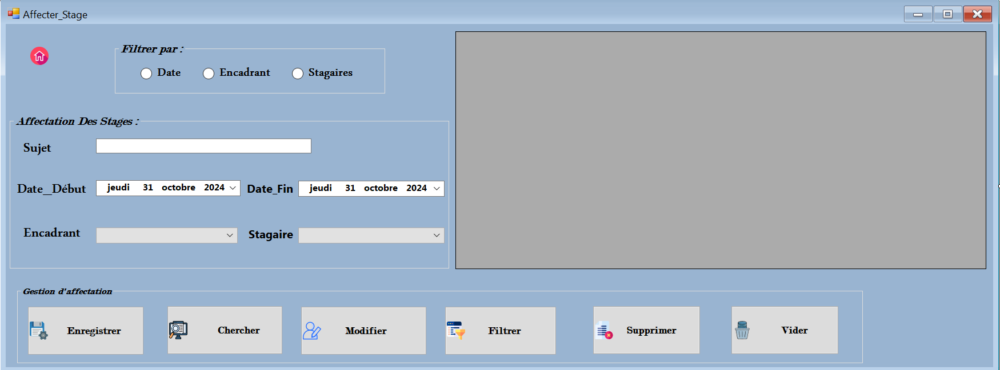 Affecter_Stage
Filtrer par :
Date Encadrant Stagaires
Affectation Des Stages :
Sujet
Date_Début jeudi 31 octobre 2024 Date_Fin jeudi 31 octobre 2024
Encadrant Stagaire
Gestion d'affectation
Enregistrer Chercher Modifier Filtrer Supprimer Vider